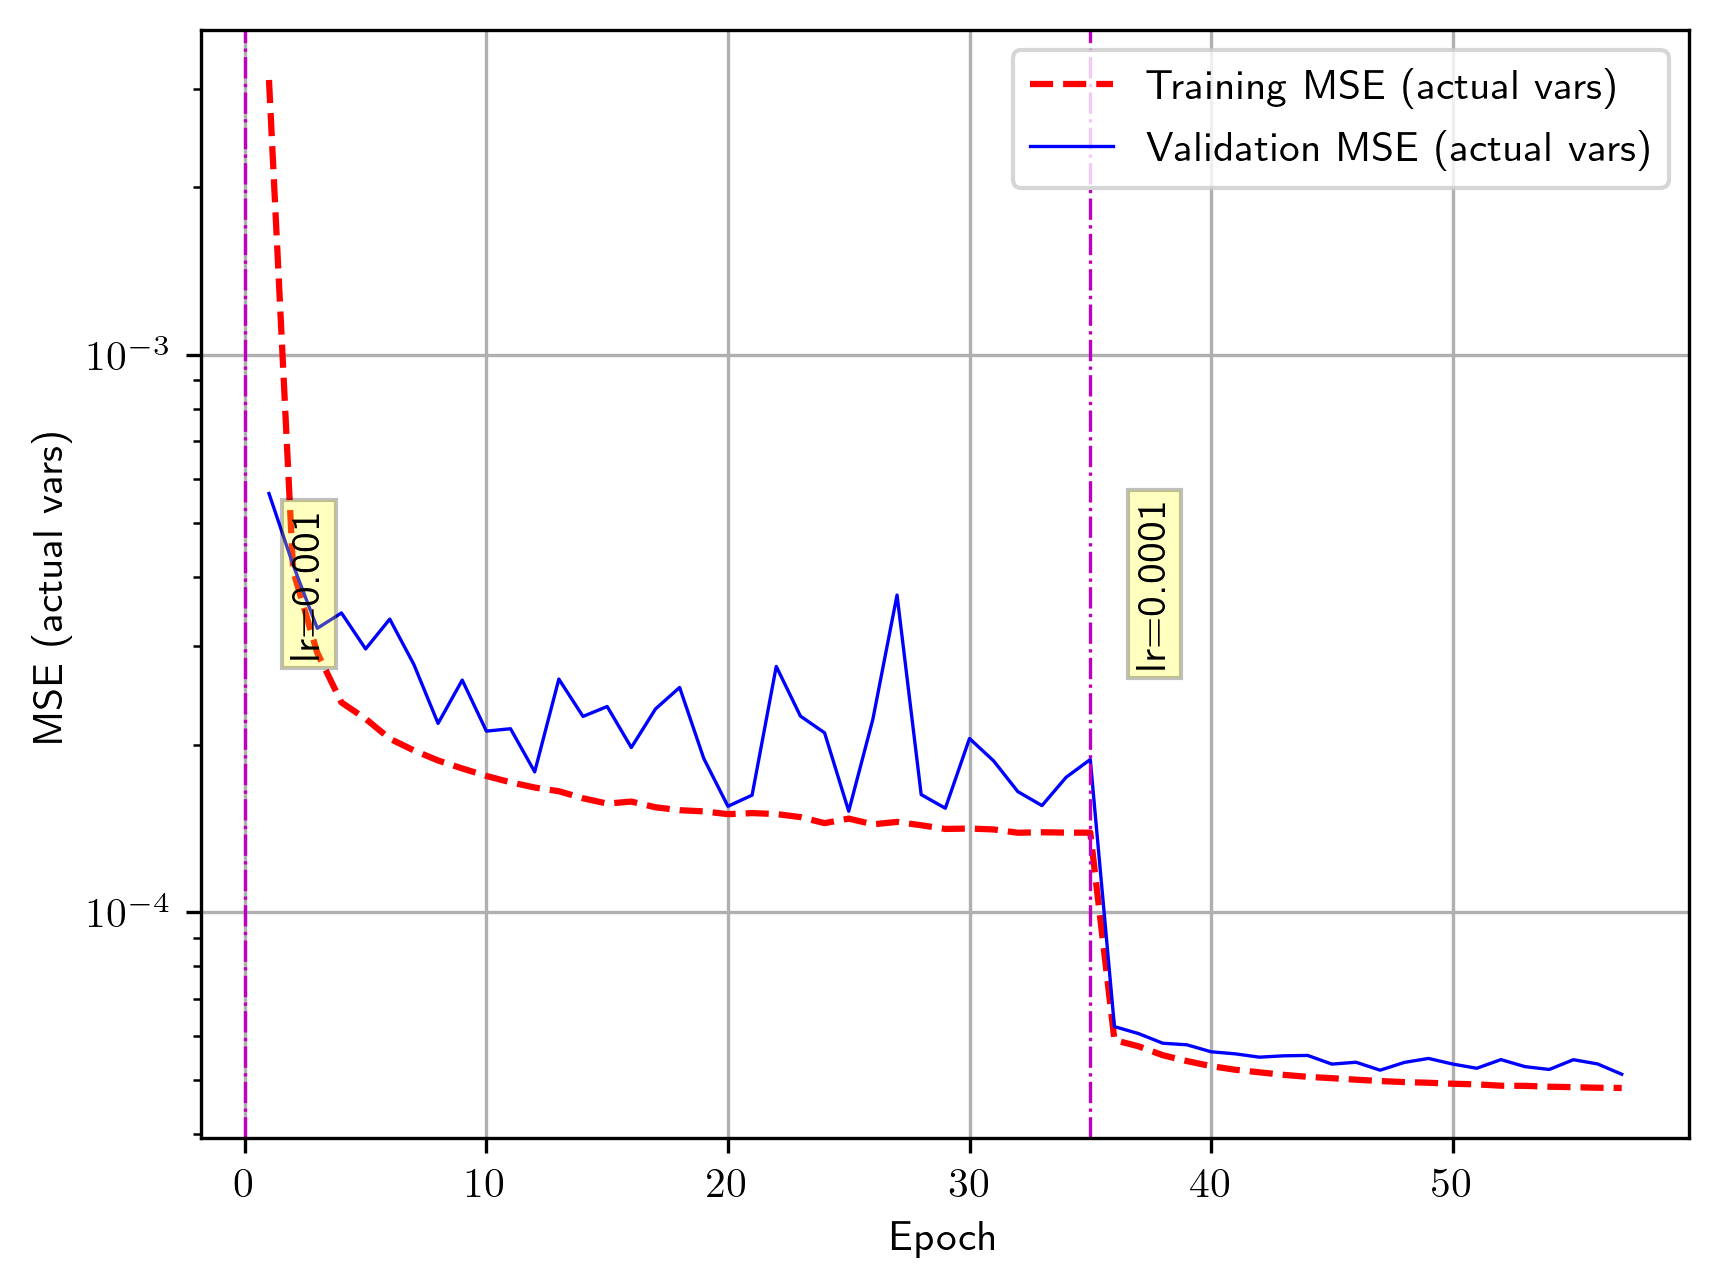 Training MSE (actual vars)
Validation MSE (actual vars)
10⁻³
10⁻⁴
MSE (actual vars)
lr=0.001
lr=0.0001
0 10 20 30 40 50
Epoch